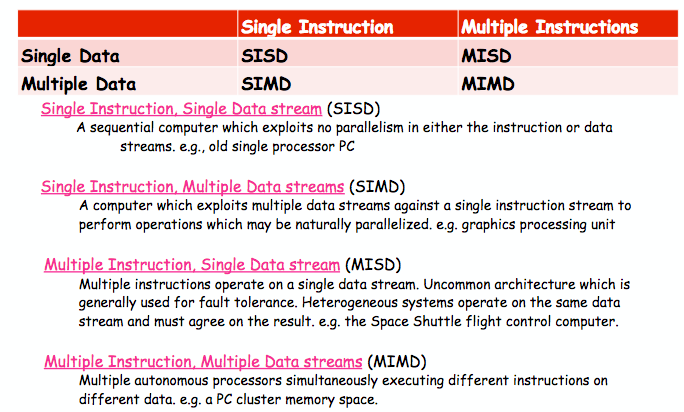 Single Instruction Multiple Instructions
Single Data SISD MISD
Multiple Data SIMD MIMD
Single Instruction, Single Data stream (SISD)
A sequential computer which exploits no parallelism in either the instruction or data
streams. e.g., old single processor PC
Single Instruction, Multiple Data streams (SIMD)
A computer which exploits multiple data streams against a single instruction stream to
perform operations which may be naturally parallelized. e.g. graphics processing unit
Multiple Instruction, Single Data stream (MISD)
Multiple instructions operate on a single data stream. Uncommon architecture which is
generally used for fault tolerance. Heterogeneous systems operate on the same data
stream and must agree on the result. e.g. the Space Shuttle flight control computer.
Multiple Instruction, Multiple Data streams (MIMD)
Multiple autonomous processors simultaneously executing different instructions on
different data. e.g. a PC cluster memory space.